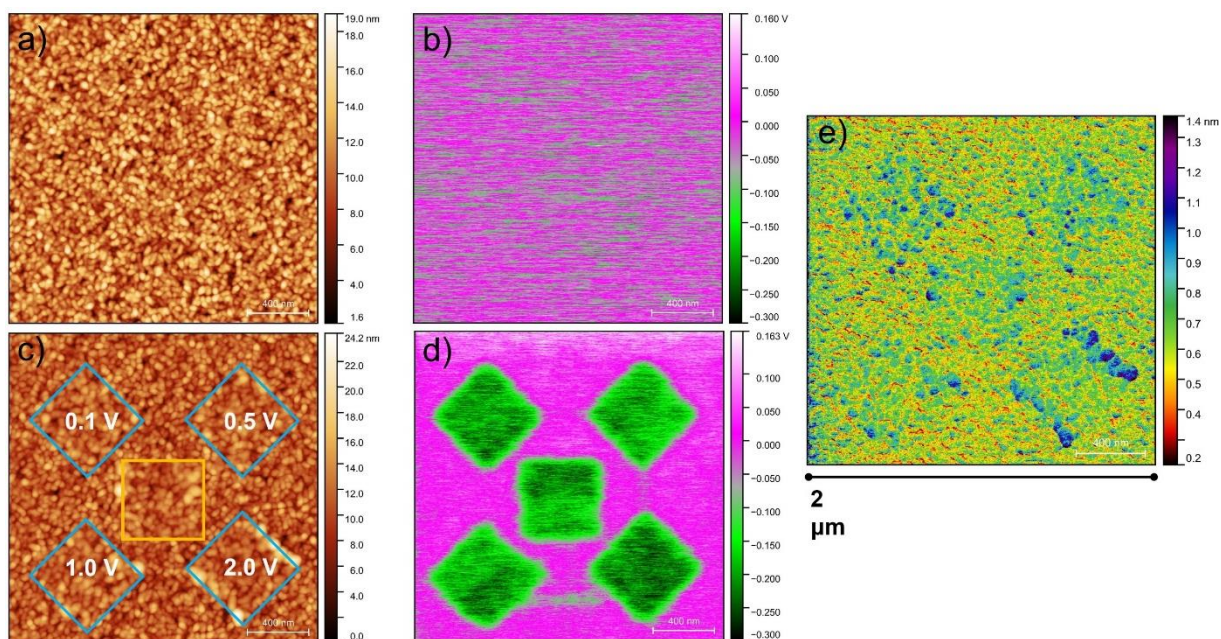 a)
19.0 nm
18.0
16.0
14.0
12.0
10.0
8.0
6.0
4.0
1.6
400 nm
b)
0.160 V
0.100
0.050
0.000
−0.050
−0.100
−0.150
−0.200
−0.250
−0.300
400 nm
c)
0.1 V
0.5 V
1.0 V
2.0 V
24.2 nm
22.0
20.0
18.0
16.0
14.0
12.0
10.0
8.0
6.0
4.0
0.0
400 nm
d)
0.163 V
0.100
0.050
0.000
−0.050
−0.100
−0.150
−0.200
−0.250
−0.300
400 nm
e)
1.4 nm
1.3
1.2
1.1
1.0
0.9
0.8
0.7
0.6
0.5
0.4
0.3
0.2
400 nm
2
µm